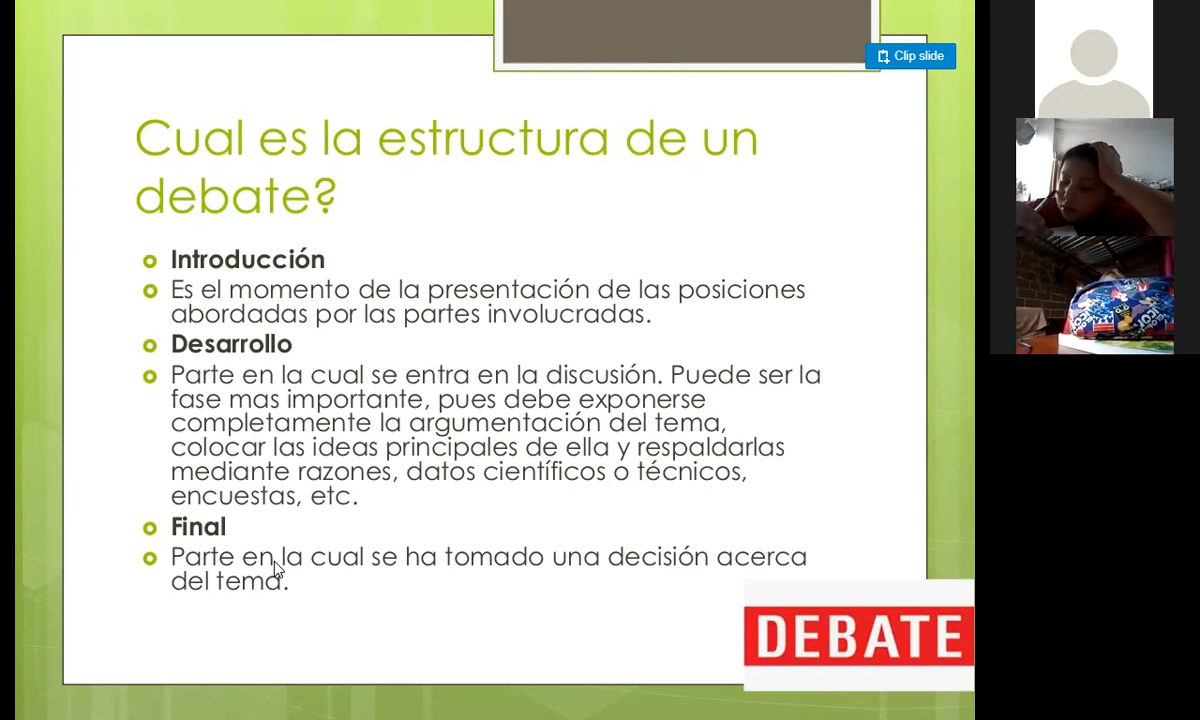 Clip slide
Cual es la estructura de un
debate?
Introducción
Es el momento de la presentación de las posiciones
abordadas por las partes involucradas.
Desarrollo
Parte en la cual se entra en la discusión. Puede ser la
fase mas importante, pues debe exponerse
completamente la argumentación del tema,
colocar las ideas principales de ella y respaldarlas
mediante razones, datos científicos o técnicos,
encuestas, etc.
Final
Parte en la cual se ha tomado una decisión acerca
del tema.
DEBATE